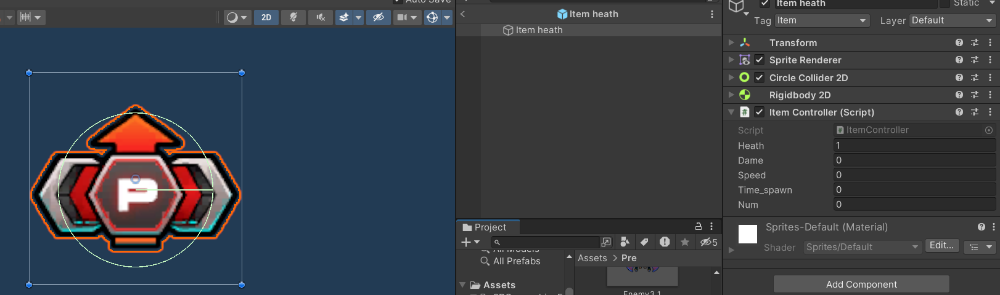 Auto Save
2D
Item heath
Item heath
Item heath
Static
Tag Item Layer Default
Transform
Sprite Renderer
Circle Collider 2D
Rigidbody 2D
Item Controller (Script)
Script ItemController
Heath 1
Dame 0
Speed 0
Time_spawn 0
Num 0
Sprites-Default (Material)
Shader Sprites/Default Edit...
Add Component
P
Project
5
All Models
All Prefabs
Assets
Assets > Pre
Enemy3 1